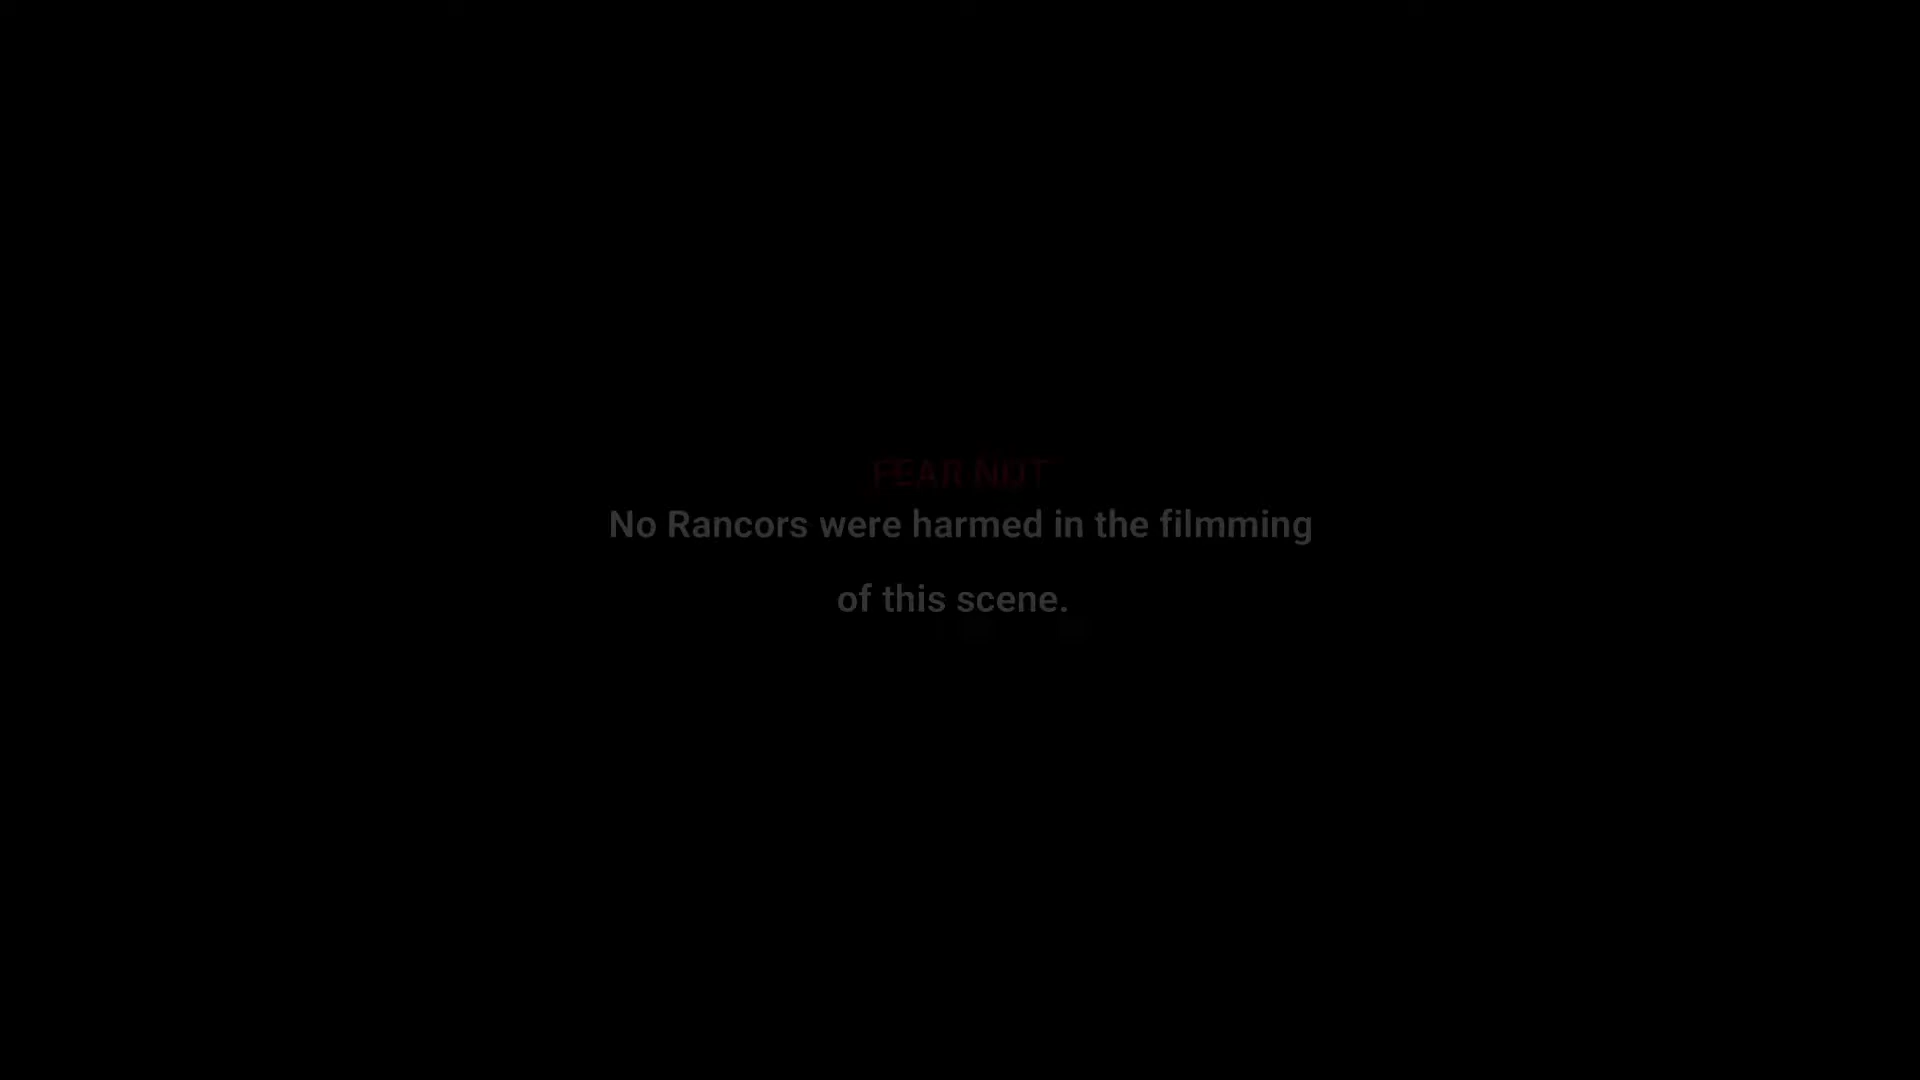 FEAR NOT
No Rancors were harmed in the filmming
of this scene.